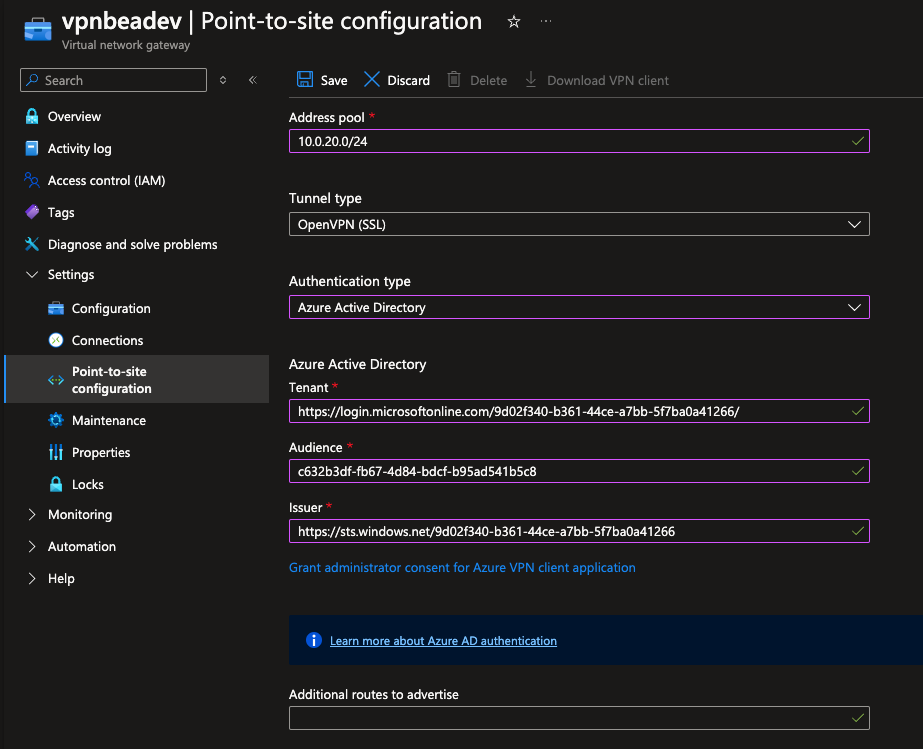 vpnbeadev | Point-to-site configuration
Virtual network gateway
Search
Overview
Activity log
Access control (IAM)
Tags
Diagnose and solve problems
Settings
Configuration
Connections
Point-to-site
configuration
Maintenance
Properties
Locks
Monitoring
Automation
Help
Save Discard Delete Download VPN client
Address pool *
10.0.20.0/24
Tunnel type
OpenVPN (SSL)
Authentication type
Azure Active Directory
Azure Active Directory
Tenant *
https://login.microsoftonline.com/9d02f340-b361-44ce-a7bb-5f7ba0a41266/
Audience *
c632b3df-fb67-4d84-bdcf-b95ad541b5c8
Issuer *
https://sts.windows.net/9d02f340-b361-44ce-a7bb-5f7ba0a41266
Grant administrator consent for Azure VPN client application
Learn more about Azure AD authentication
Additional routes to advertise